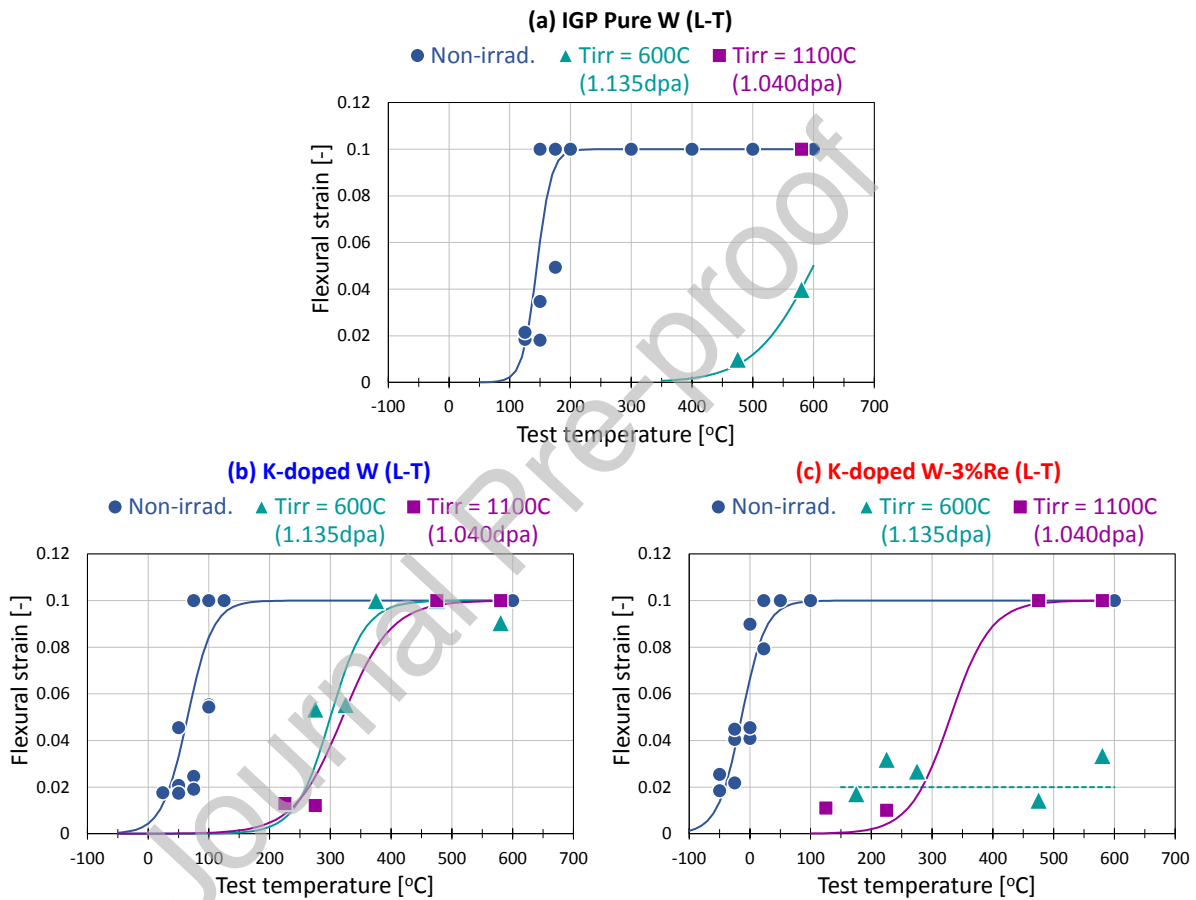 (a) IGP Pure W (L-T)
Non-irrad. Tirr = 600C Tirr = 1100C
(1.135dpa) (1.040dpa)
0.12
0.1
0.08
0.06
0.04
0.02
0
Flexural strain [-]
-100 0 100 200 300 400 500 600 700
Test temperature [°C]
(b) K-doped W (L-T)
Non-irrad. Tirr = 600C Tirr = 1100C
(1.135dpa) (1.040dpa)
0.12
0.1
0.08
0.06
0.04
0.02
0
Flexural strain [-]
-100 0 100 200 300 400 500 600 700
Test temperature [°C]
(c) K-doped W-3%Re (L-T)
Non-irrad. Tirr = 600C Tirr = 1100C
(1.135dpa) (1.040dpa)
0.12
0.1
0.08
0.06
0.04
0.02
0
Flexural strain [-]
-100 0 100 200 300 400 500 600 700
Test temperature [°C]
Journal Pre-proof